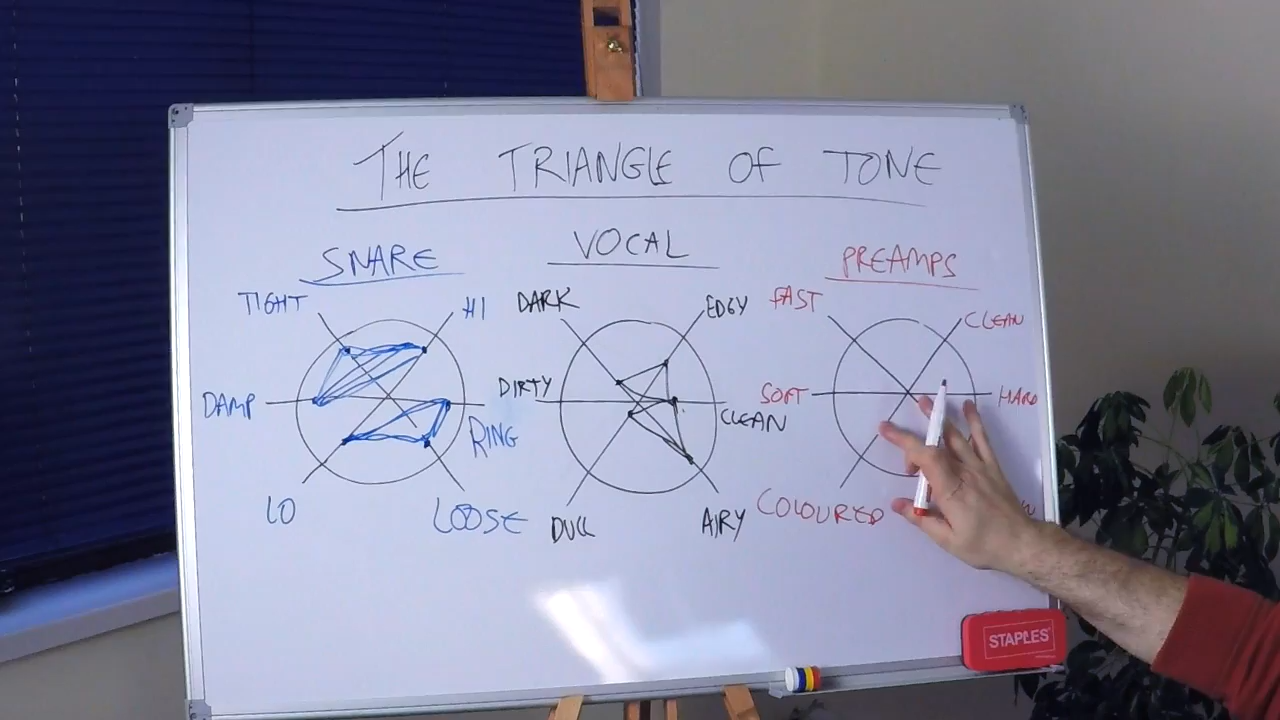 THE TRIANGLE OF TONE
SNARE
VOCAL
PREAMPS
TIGHT
HI
DAMP
RING
LO
LOOSE
DARK
EDGY
DIRTY
CLEAN
DULL
AIRY
FAST
CLEAN
SOFT
HARD
COLOURED
STAPLES